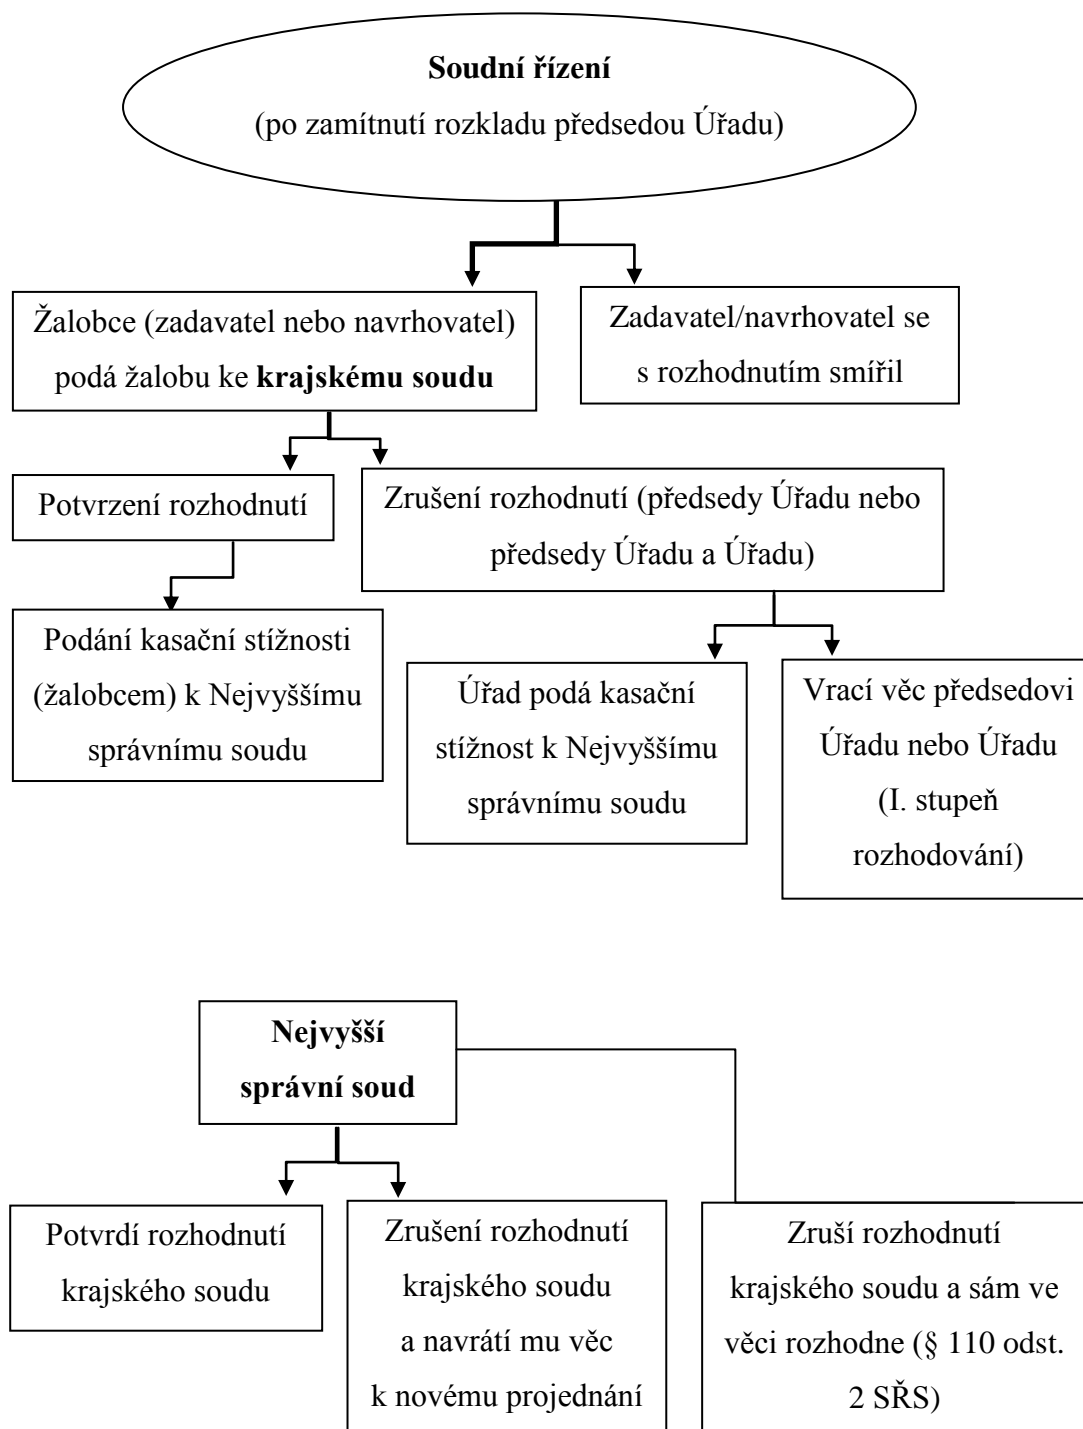 Soudní řízení
(po zamítnutí rozkladu předsedou Úřadu)
Žalobce (zadavatel nebo navrhovatel)
podá žalobu ke krajskému soudu
Zadavatel/navrhovatel se
s rozhodnutím smířil
Potvrzení rozhodnutí
Zrušení rozhodnutí (předsedy Úřadu nebo
předsedy Úřadu a Úřadu)
Podání kasační stížnosti
(žalobcem) k Nejvyššímu
správnímu soudu
Úřad podá kasační
stížnost k Nejvyššímu
správnímu soudu
Vrací věc předsedovi
Úřadu nebo Úřadu
(I. stupeň
rozhodování)
Nejvyšší
správní soud
Potvrdí rozhodnutí
krajského soudu
Zrušení rozhodnutí
krajského soudu
a navrátí mu věc
k novému projednání
Zruší rozhodnutí
krajského soudu a sám ve
věci rozhodne (§ 110 odst.
2 SŘS)